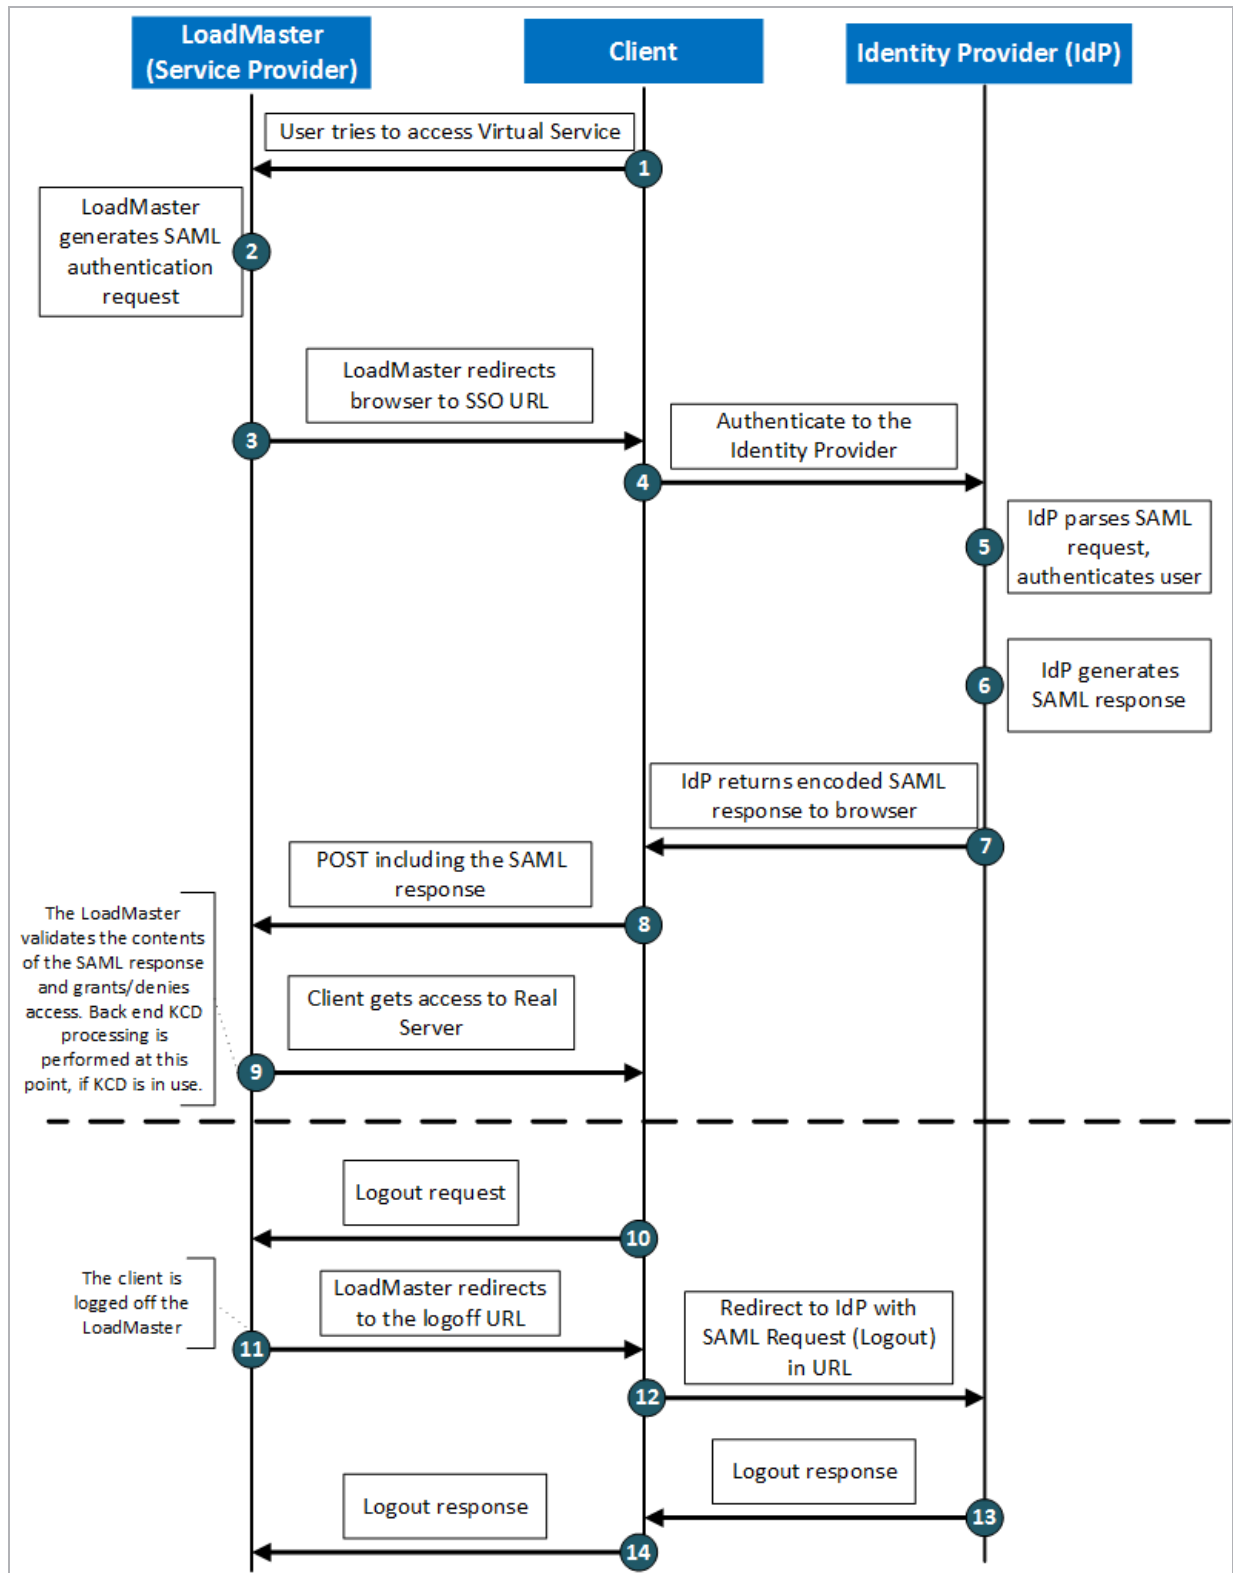 LoadMaster
(Service Provider)
Client
Identity Provider (IdP)
User tries to access Virtual Service
1
LoadMaster
generates SAML
authentication
request
2
LoadMaster redirects
browser to SSO URL
3
Authenticate to the
Identity Provider
4
IdP parses SAML
request,
authenticates user
5
IdP generates
SAML response
6
IdP returns encoded SAML
response to browser
7
POST including the SAML
response
8
The LoadMaster
validates the contents
of the SAML response
and grants/denies
access. Back end KCD
processing is
performed at this
point, if KCD is in use.
Client gets access to Real
Server
9
Logout request
10
The client is
logged off the
LoadMaster
LoadMaster redirects
to the logoff URL
11
Redirect to IdP with
SAML Request (Logout)
in URL
12
Logout response
13
Logout response
14